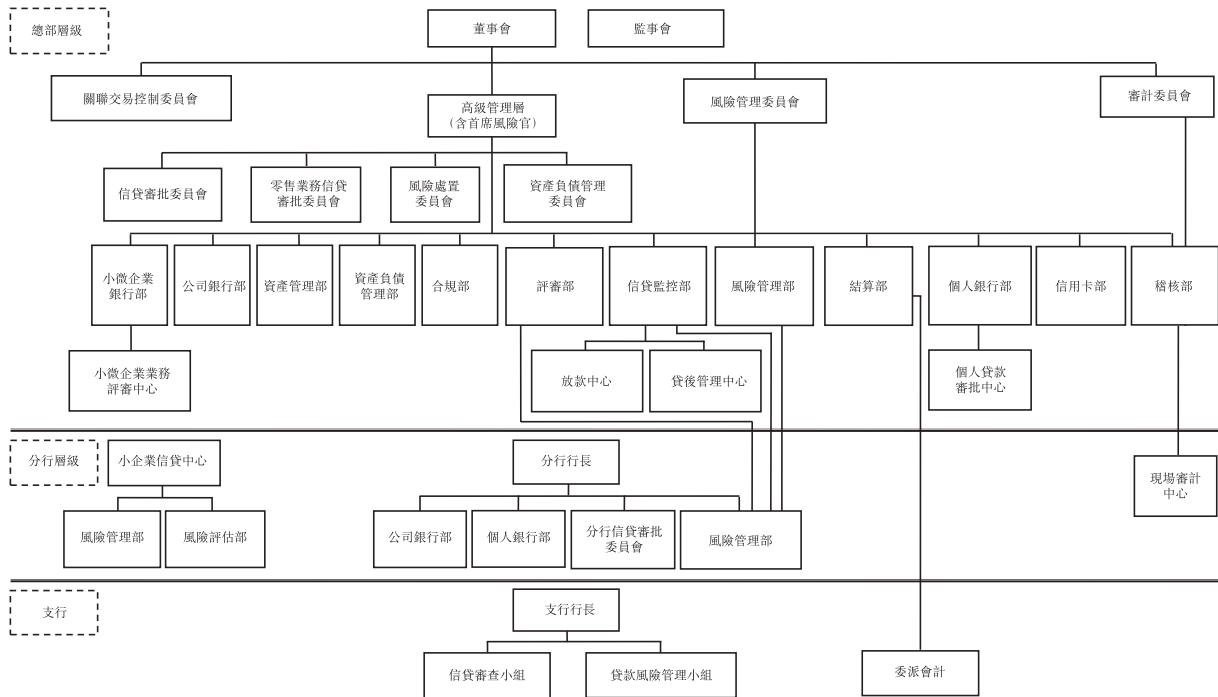 總部層級
董事會
監事會
關聯交易控制委員會
高級管理層
(含首席風險官)
風險管理委員會
審計委員會
信貸審批委員會
零售業務信貸
審批委員會
風險處置
委員會
資產負債管理
委員會
小微企業
銀行部
公司銀行部
資產管理部
資產負債
管理部
合規部
評審部
信貸監控部
風險管理部
結算部
個人銀行部
信用卡部
稽核部
小微企業業務
評審中心
放款中心
貸後管理中心
個人貸款
審批中心
分行層級
小企業信貸中心
分行行長
現場審計
中心
風險管理部
風險評估部
公司銀行部
個人銀行部
分行信貸審批
委員會
風險管理部
支行
支行行長
信貸審查小組
貸款風險管理小組
委派會計